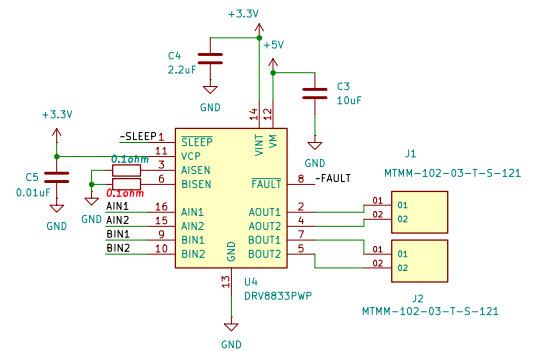 +3.3V
C4
2.2uF
GND
+5V
C3
10uF
GND
14
12
VINT
VM
+3.3V
C5
0.01uF
GND
GND
~SLEEP 1 SLEEP
11 VCP
0.1ohm 3 AISEN
6 BISEN
0.1ohm
FAULT 8 ~FAULT
AIN1 16 AIN1
AIN2 15 AIN2
BIN1 9 BIN1
BIN2 10 BIN2
AOUT1 2
AOUT2 4
BOUT1 7
BOUT2 5
GND
13
GND
U4
DRV8833PWP
J1
MTMM-102-03-T-S-121
01 01
02 02
01 01
02 02
J2
MTMM-102-03-T-S-121